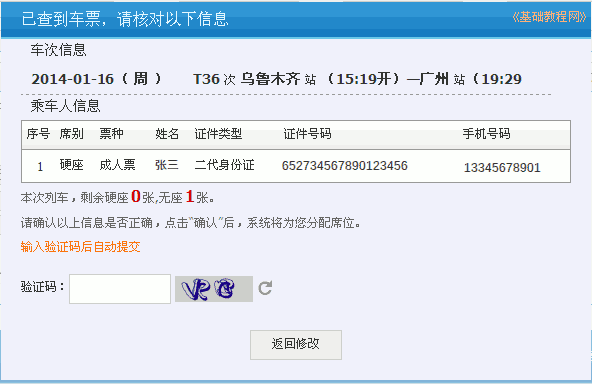 已查到车票，请核对以下信息
《基础教程网》
车次信息
2014-01-16（ 周 ） T36 次 乌鲁木齐 站 （15:19开）—广州 站（19:29
乘车人信息
序号 席别 票种 姓名 证件类型 证件号码 手机号码
1 硬座 成人票 张三 二代身份证 652734567890123456 13345678901
本次列车，剩余硬座 0 张,无座 1 张。
请确认以上信息是否正确，点击“确认”后，系统将为您分配席位。
输入验证码后自动提交
验证码：
返回修改